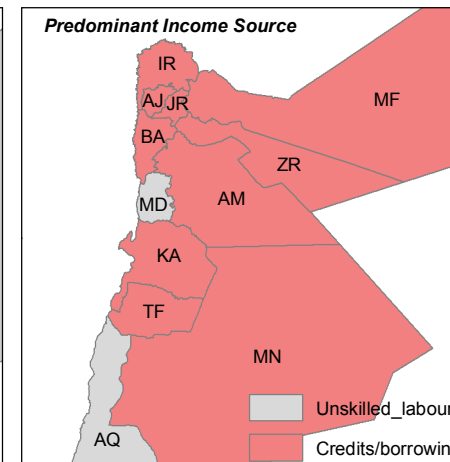 Predominant Income Source
IR
AJ JR
MF
BA
ZR
MD
AM
KA
TF
MN
Unskilled_labour
AQ
Credits/borrowin